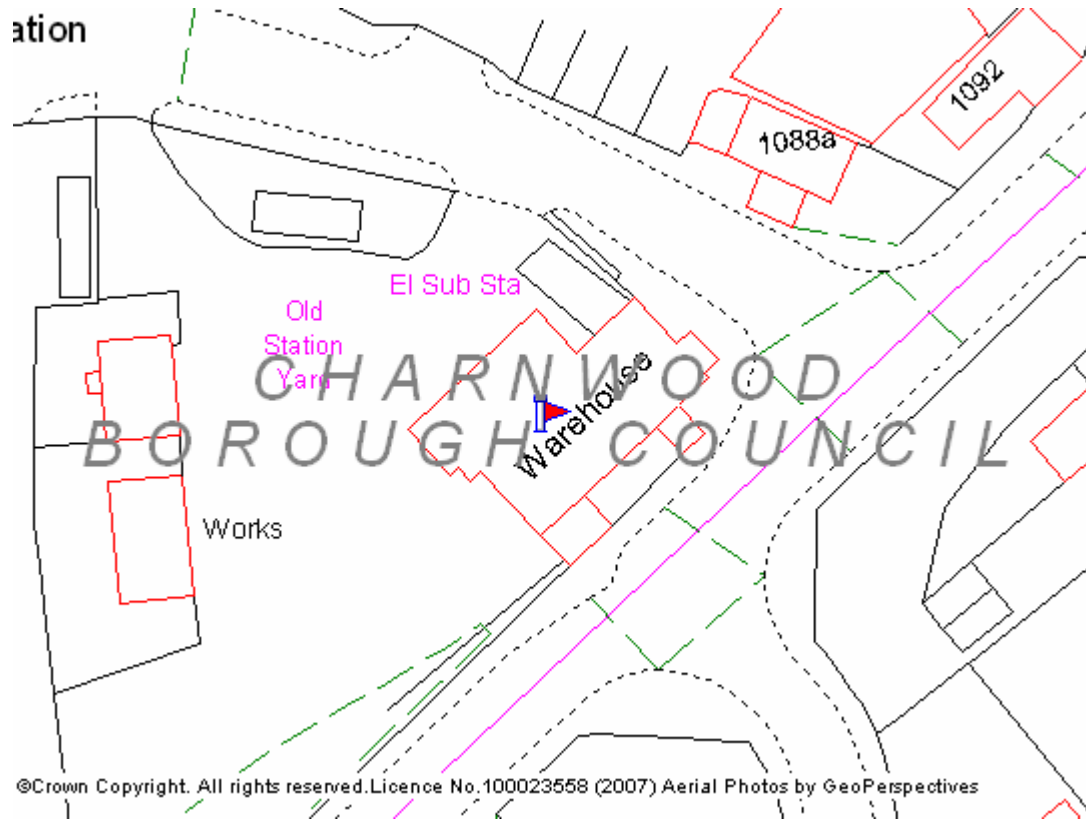 ation
1092
1088a
El Sub Sta
Old
Station
Yard
CHARNWOOD
Warehouse
BOROUGH COUNCIL
Works
©Crown Copyright. All rights reserved.Licence No.100023558 (2007) Aerial Photos by GeoPerspectives